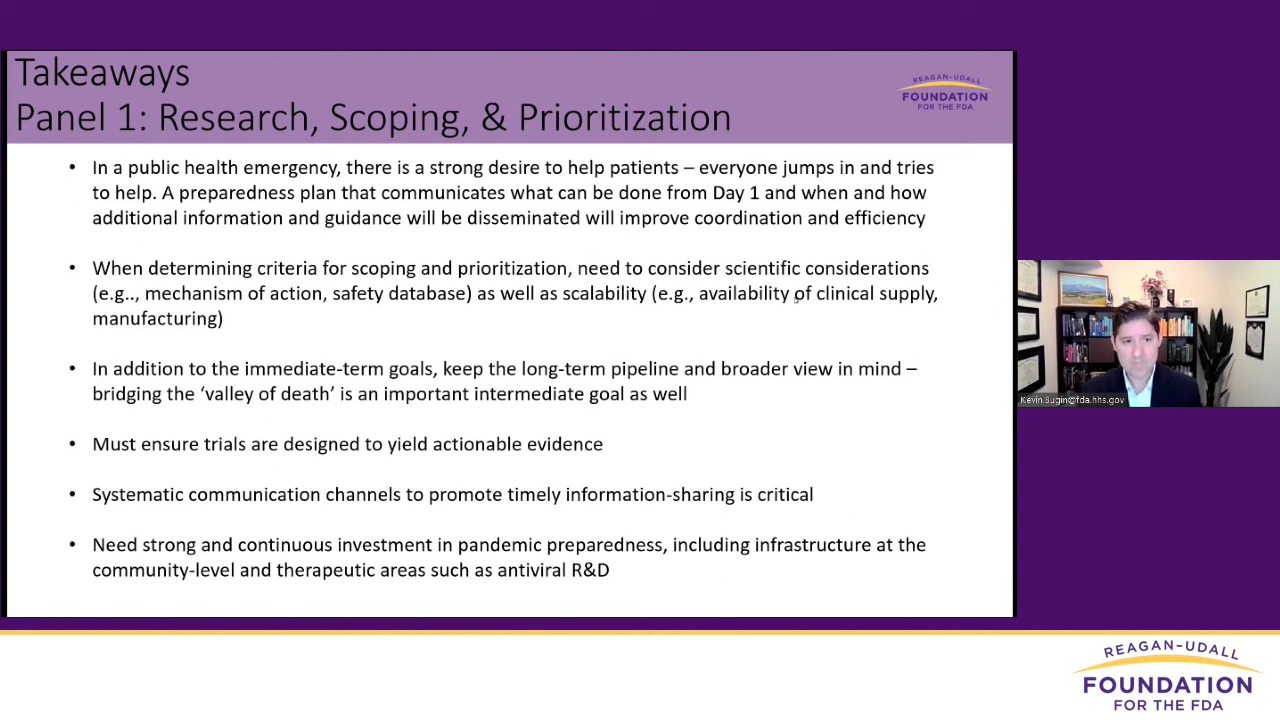 Takeaways
Panel 1: Research, Scoping, & Prioritization
REAGAN-UDALL
FOUNDATION
FOR THE FDA
• In a public health emergency, there is a strong desire to help patients – everyone jumps in and tries
to help. A preparedness plan that communicates what can be done from Day 1 and when and how
additional information and guidance will be disseminated will improve coordination and efficiency
• When determining criteria for scoping and prioritization, need to consider scientific considerations
(e.g.., mechanism of action, safety database) as well as scalability (e.g., availability of clinical supply,
manufacturing)
• In addition to the immediate-term goals, keep the long-term pipeline and broader view in mind –
bridging the ‘valley of death’ is an important intermediate goal as well
• Must ensure trials are designed to yield actionable evidence
• Systematic communication channels to promote timely information-sharing is critical
• Need strong and continuous investment in pandemic preparedness, including infrastructure at the
community-level and therapeutic areas such as antiviral R&D
Kevin.Bugin@fda.hhs.gov
REAGAN-UDALL
FOUNDATION
FOR THE FDA